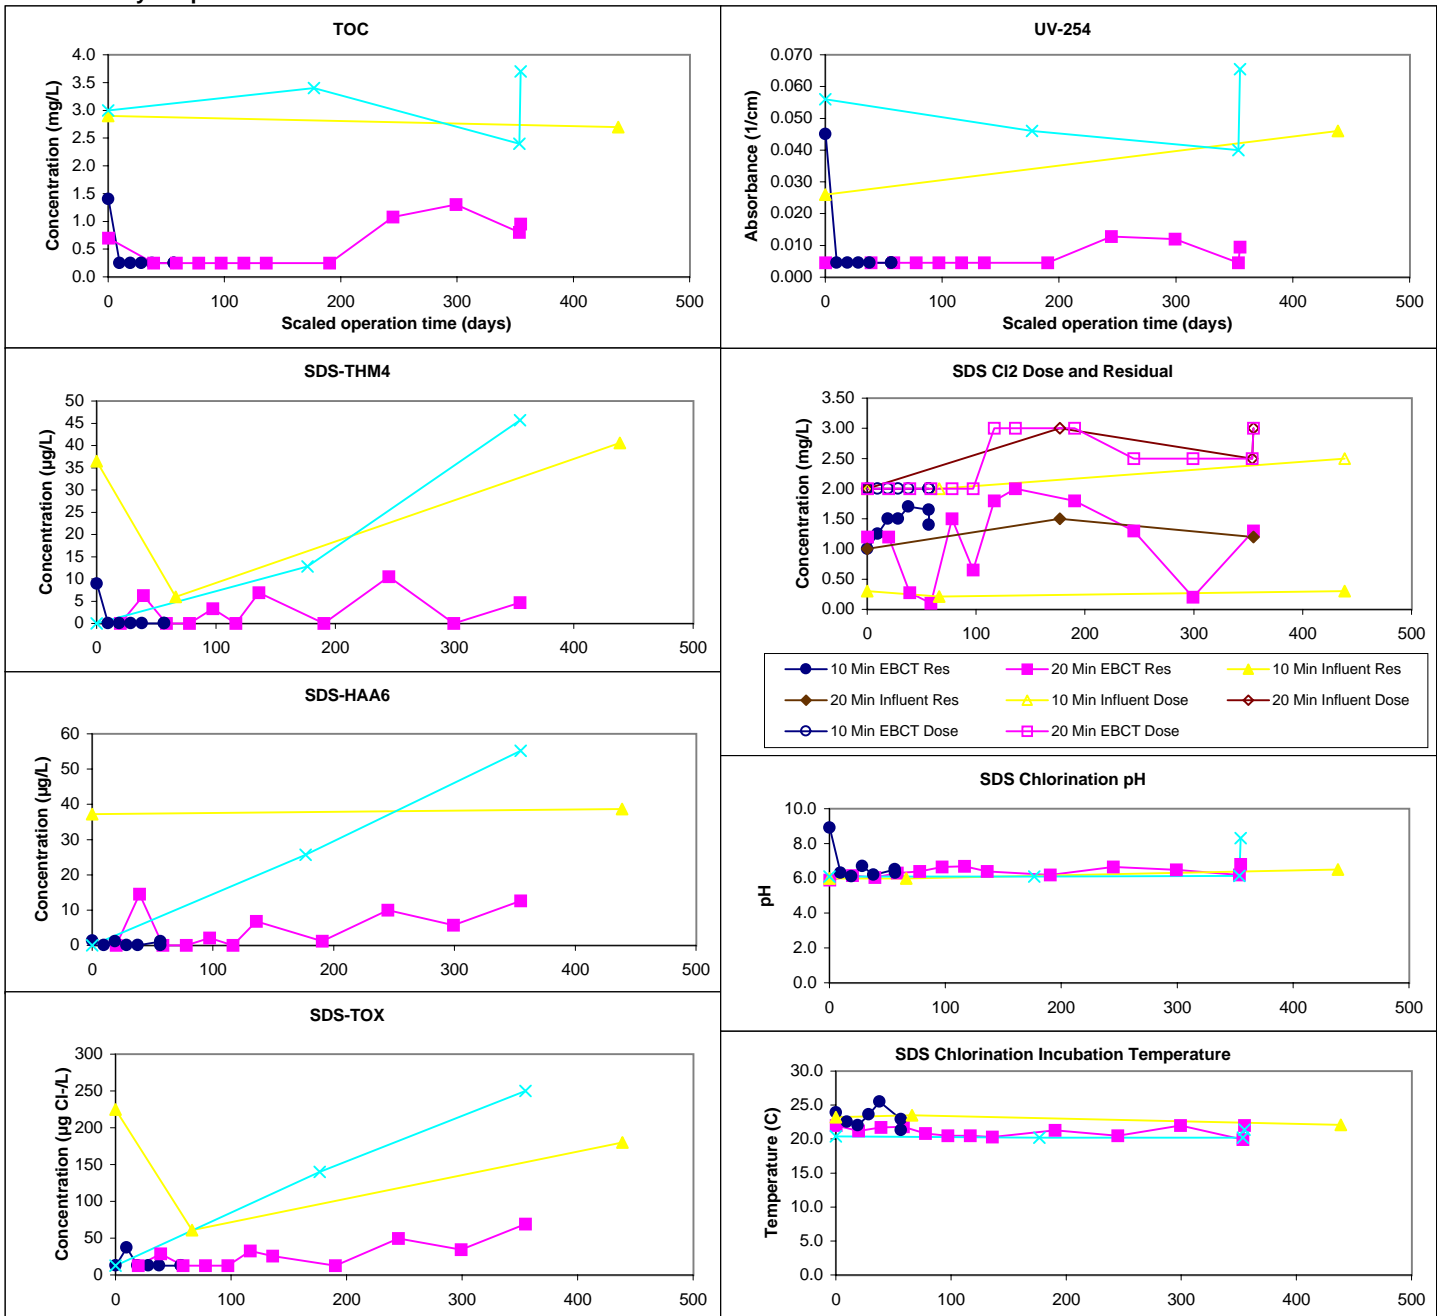 TOC
Concentration (mg/L)
4.0
3.5
3.0
2.5
2.0
1.5
1.0
0.5
0.0
0 100 200 300 400 500
Scaled operation time (days)
UV-254
Absorbance (1/cm)
0.070
0.060
0.050
0.040
0.030
0.020
0.010
0.000
0 100 200 300 400 500
Scaled operation time (days)
SDS-THM4
Concentration (µg/L)
50
45
40
35
30
25
20
15
10
5
0
0 100 200 300 400 500
SDS Cl2 Dose and Residual
Concentration (mg/L)
3.50
3.00
2.50
2.00
1.50
1.00
0.50
0.00
0 100 200 300 400 500
10 Min EBCT Res 20 Min EBCT Res 10 Min Influent Res
20 Min Influent Res 10 Min Influent Dose 20 Min Influent Dose
10 Min EBCT Dose 20 Min EBCT Dose
SDS-HAA6
Concentration (µg/L)
60
50
40
30
20
10
0
0 100 200 300 400 500
SDS Chlorination pH
pH
10.0
8.0
6.0
4.0
2.0
0.0
0 100 200 300 400 500
SDS-TOX
Concentration (µg Cl-/L)
300
250
200
150
100
50
0
0 100 200 300 400 500
SDS Chlorination Incubation Temperature
Temperature (C)
30.0
25.0
20.0
15.0
10.0
5.0
0.0
0 100 200 300 400 500